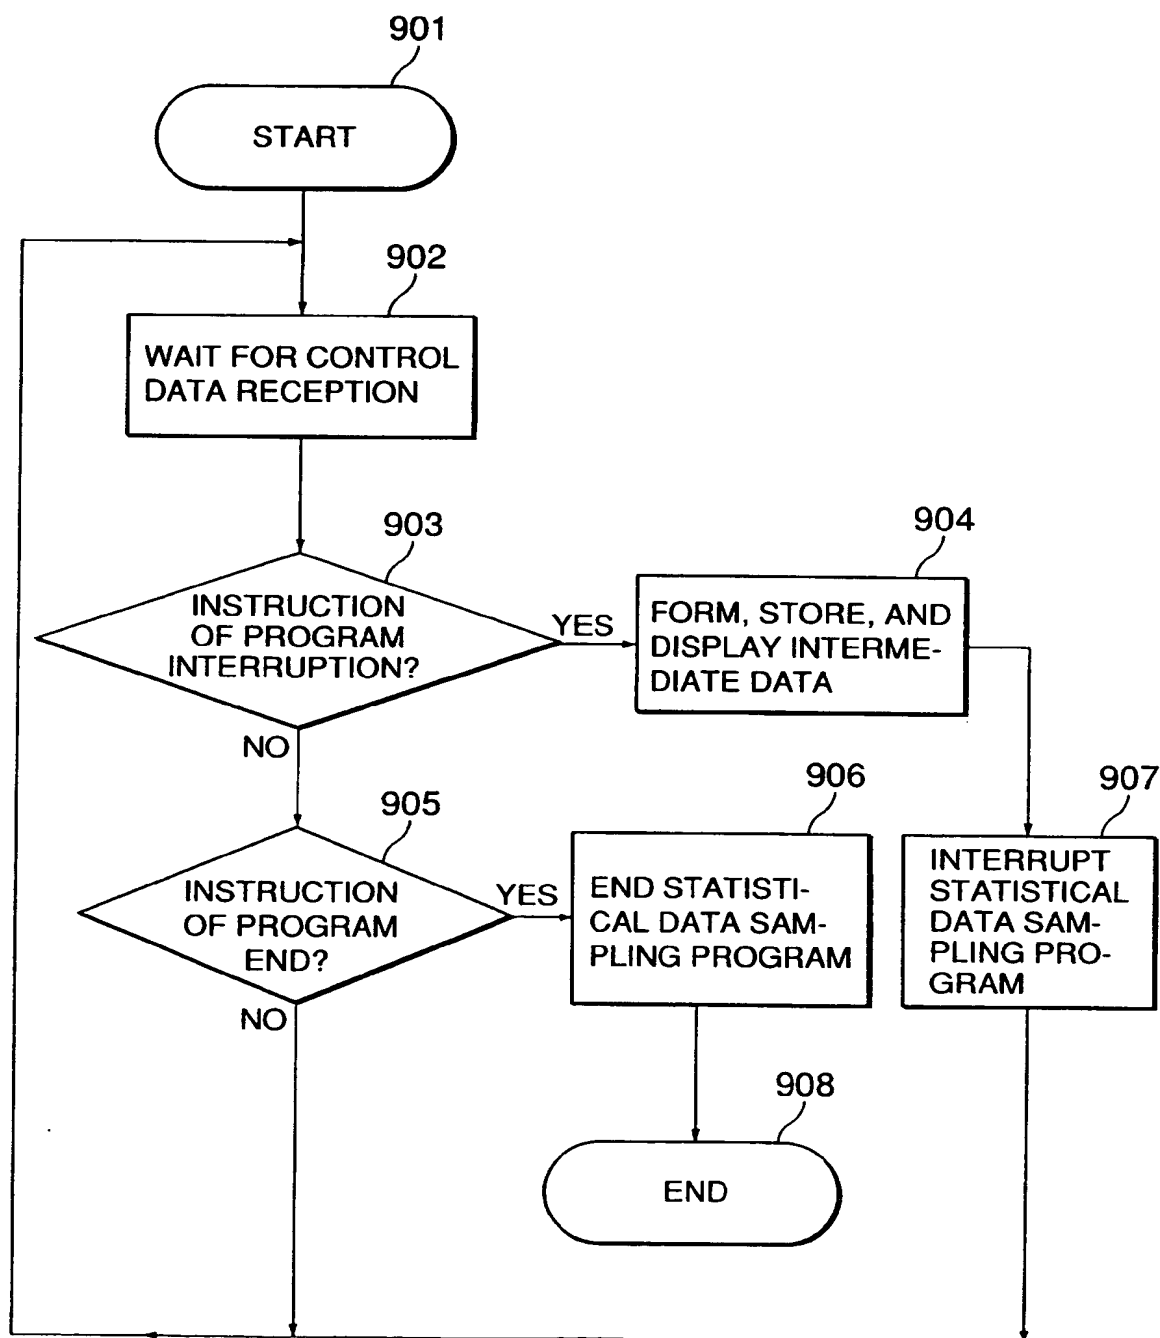 901
START
902
WAIT FOR CONTROL
DATA RECEPTION
903
INSTRUCTION
OF PROGRAM
INTERRUPTION?
YES
NO
904
FORM, STORE, AND
DISPLAY INTERME-
DIATE DATA
905
INSTRUCTION
OF PROGRAM
END?
YES
NO
906
END STATISTI-
CAL DATA SAM-
PLING PROGRAM
907
INTERRUPT
STATISTICAL
DATA SAM-
PLING PRO-
GRAM
908
END